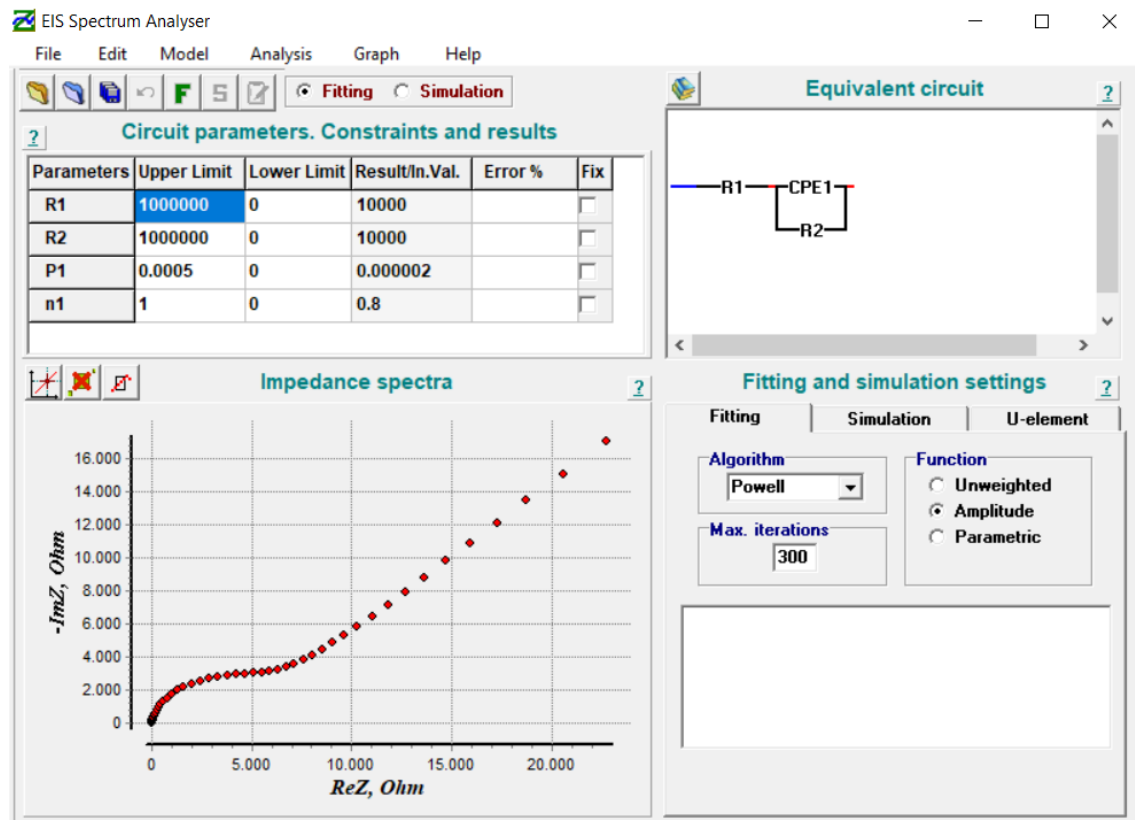 EIS Spectrum Analyser
File Edit Model Analysis Graph Help
F S Fitting Simulation
? Circuit parameters. Constraints and results
Parameters Upper Limit Lower Limit Result/In.Val. Error % Fix
R1 1000000 0 10000
R2 1000000 0 10000
P1 0.0005 0 0.000002
n1 1 0 0.8
Equivalent circuit ?
R1 CPE1
R2
Impedance spectra ?
-ImZ, Ohm
16.000
14.000
12.000
10.000
8.000
6.000
4.000
2.000
0
0 5.000 10.000 15.000 20.000
ReZ, Ohm
Fitting and simulation settings ?
Fitting Simulation U-element
Algorithm
Powell
Max. iterations
300
Function
Unweighted
Amplitude
Parametric